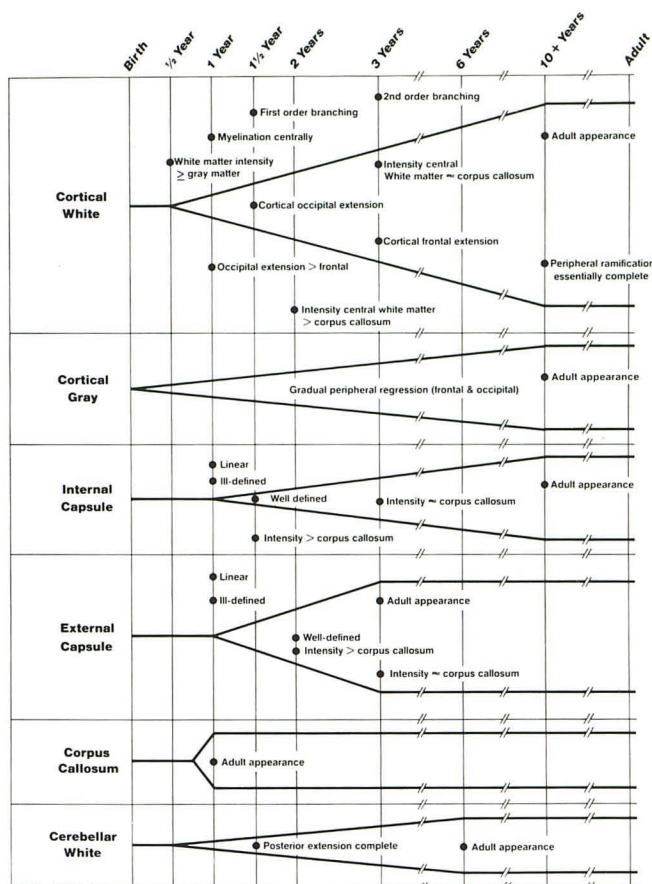 Birth
½ Year
1 Year
1½ Year
2 Years
3 Years
6 Years
10 + Years
Adult
Cortical
White
2nd order branching
First order branching
Myelination centrally
Adult appearance
White matter intensity
≥ gray matter
Intensity central
White matter ≈ corpus callosum
Cortical occipital extension
Cortical frontal extension
Occipital extension > frontal
Peripheral ramification
essentially complete
Intensity central white matter
> corpus callosum
Cortical
Gray
Adult appearance
Gradual peripheral regression (frontal & occipital)
Internal
Capsule
Linear
Ill-defined
Adult appearance
Well defined
Intensity ≈ corpus callosum
Intensity > corpus callosum
External
Capsule
Linear
Ill-defined
Adult appearance
Well-defined
Intensity > corpus callosum
Intensity ≈ corpus callosum
Corpus
Callosum
Adult appearance
Cerebellar
White
Posterior extension complete
Adult appearance